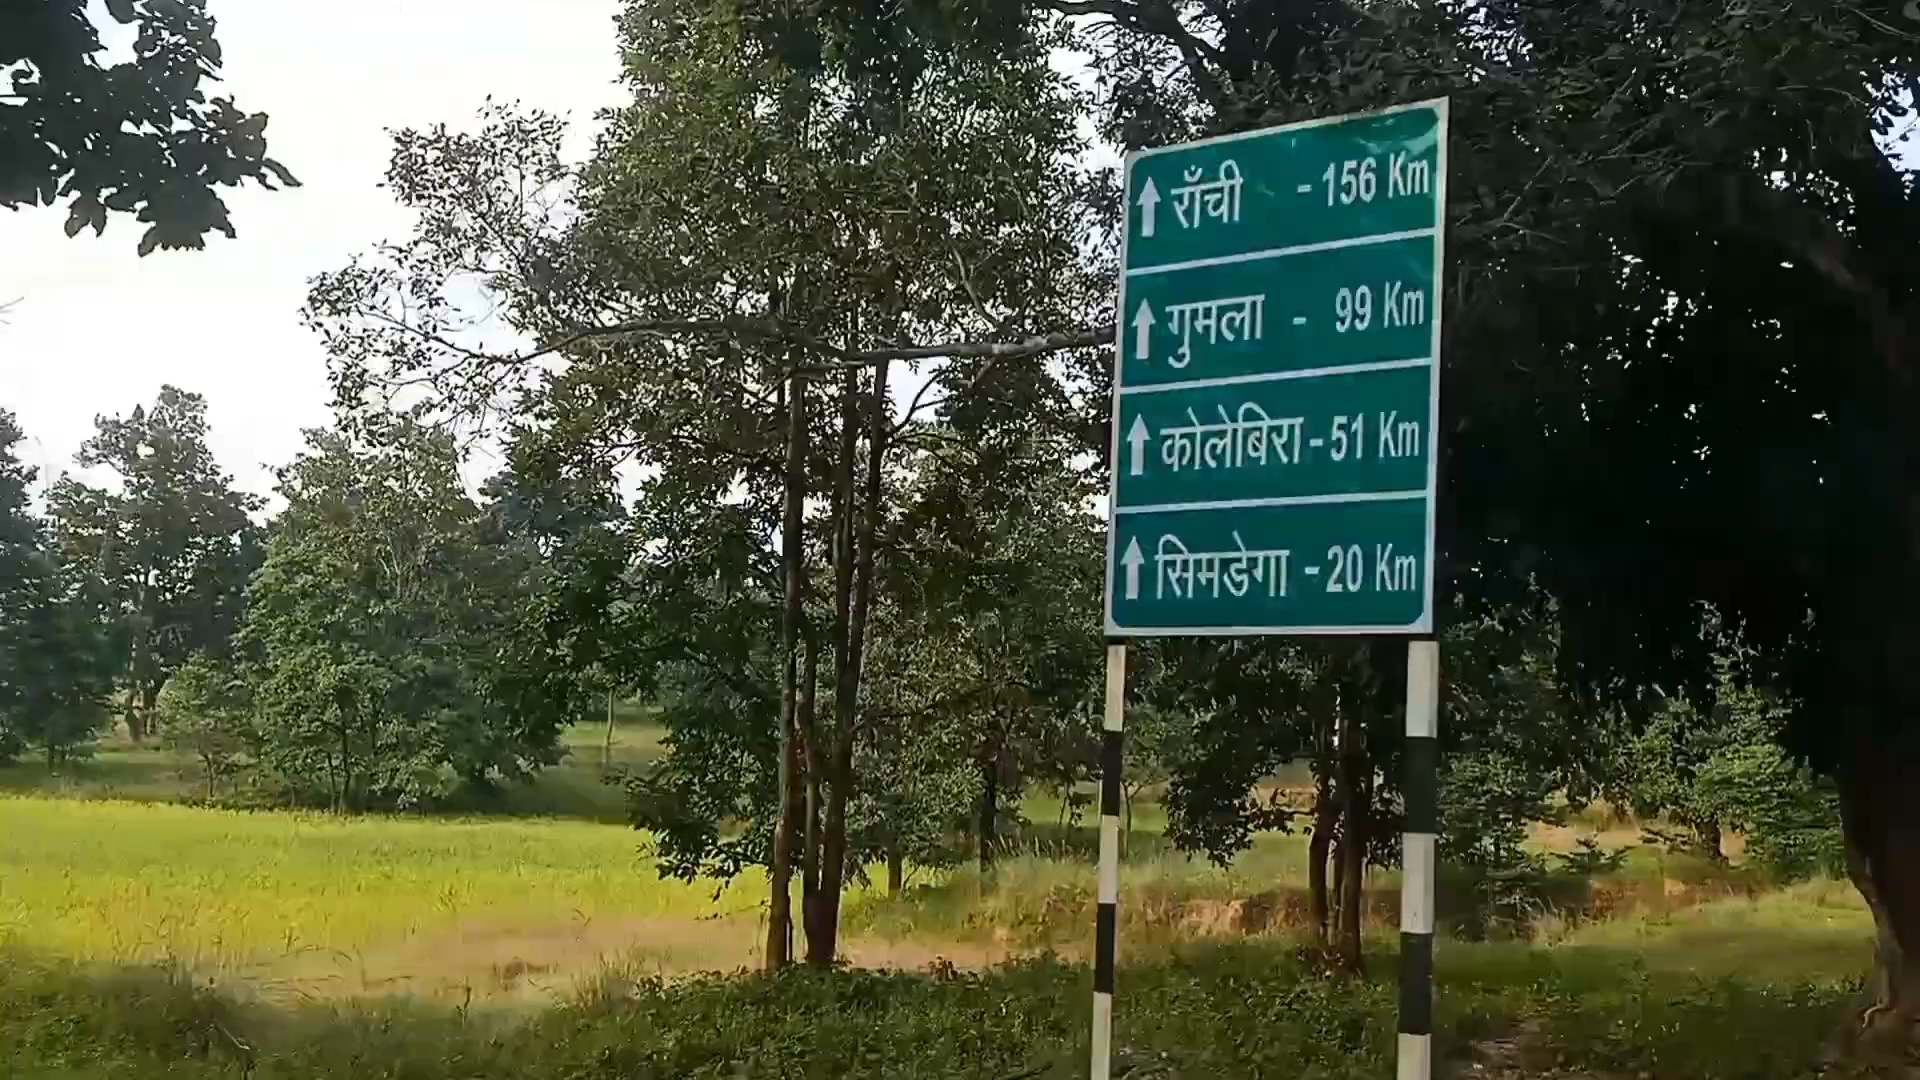 ↑ राँची - 156 Km
↑ गुमला - 99 Km
↑ कोलेबिरा - 51 Km
↑ सिमडेगा - 20 Km